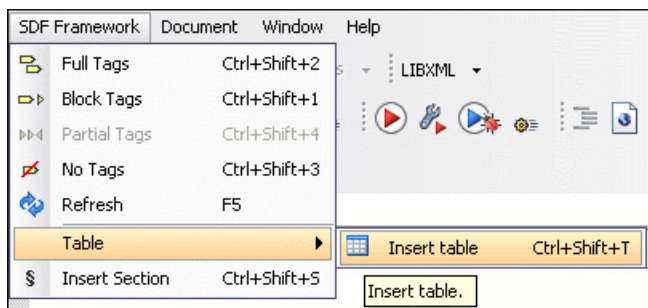 SDF Framework Document Window Help
Full Tags Ctrl+Shift+2
LIBXML
Block Tags Ctrl+Shift+1
Partial Tags Ctrl+Shift+4
No Tags Ctrl+Shift+3
Refresh F5
Table Insert table Ctrl+Shift+T
§ Insert Section Ctrl+Shift+S
Insert table.